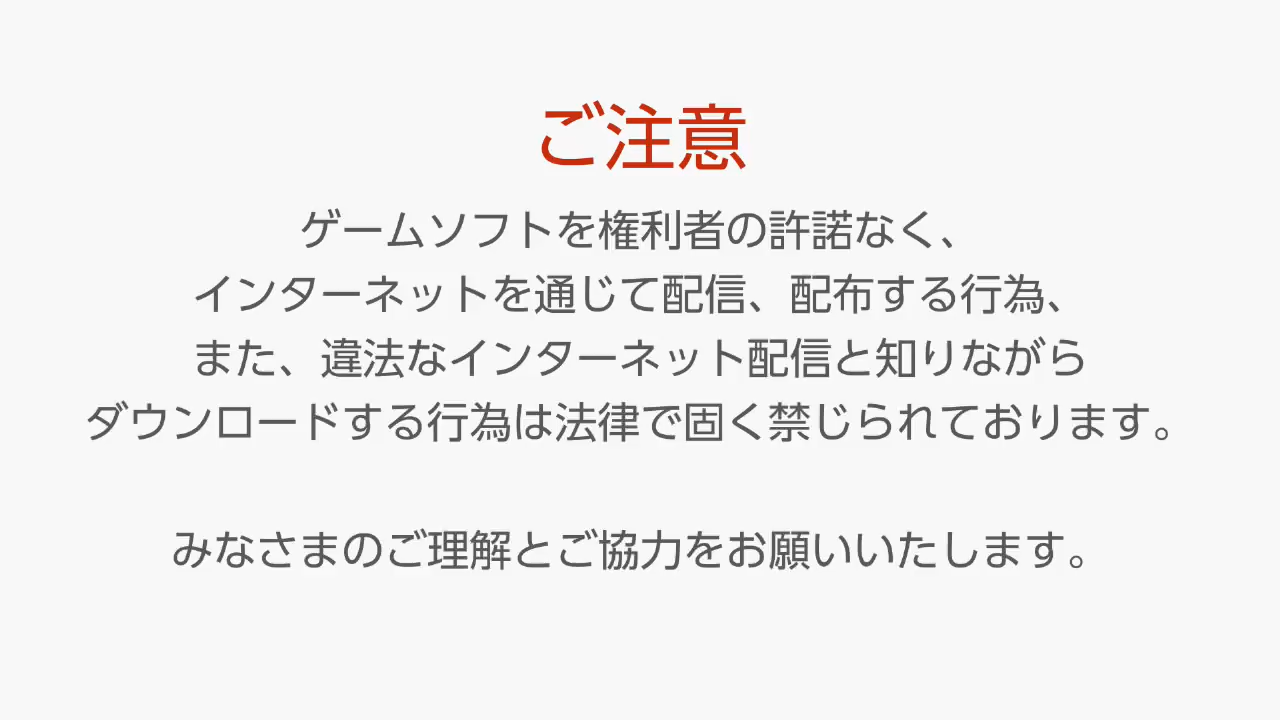 ご注意
ゲームソフトを権利者の許諾なく、
インターネットを通じて配信、配布する行為、
また、違法なインターネット配信と知りながら
ダウンロードする行為は法律で固く禁じられております。
みなさまのご理解とご協力をお願いいたします。